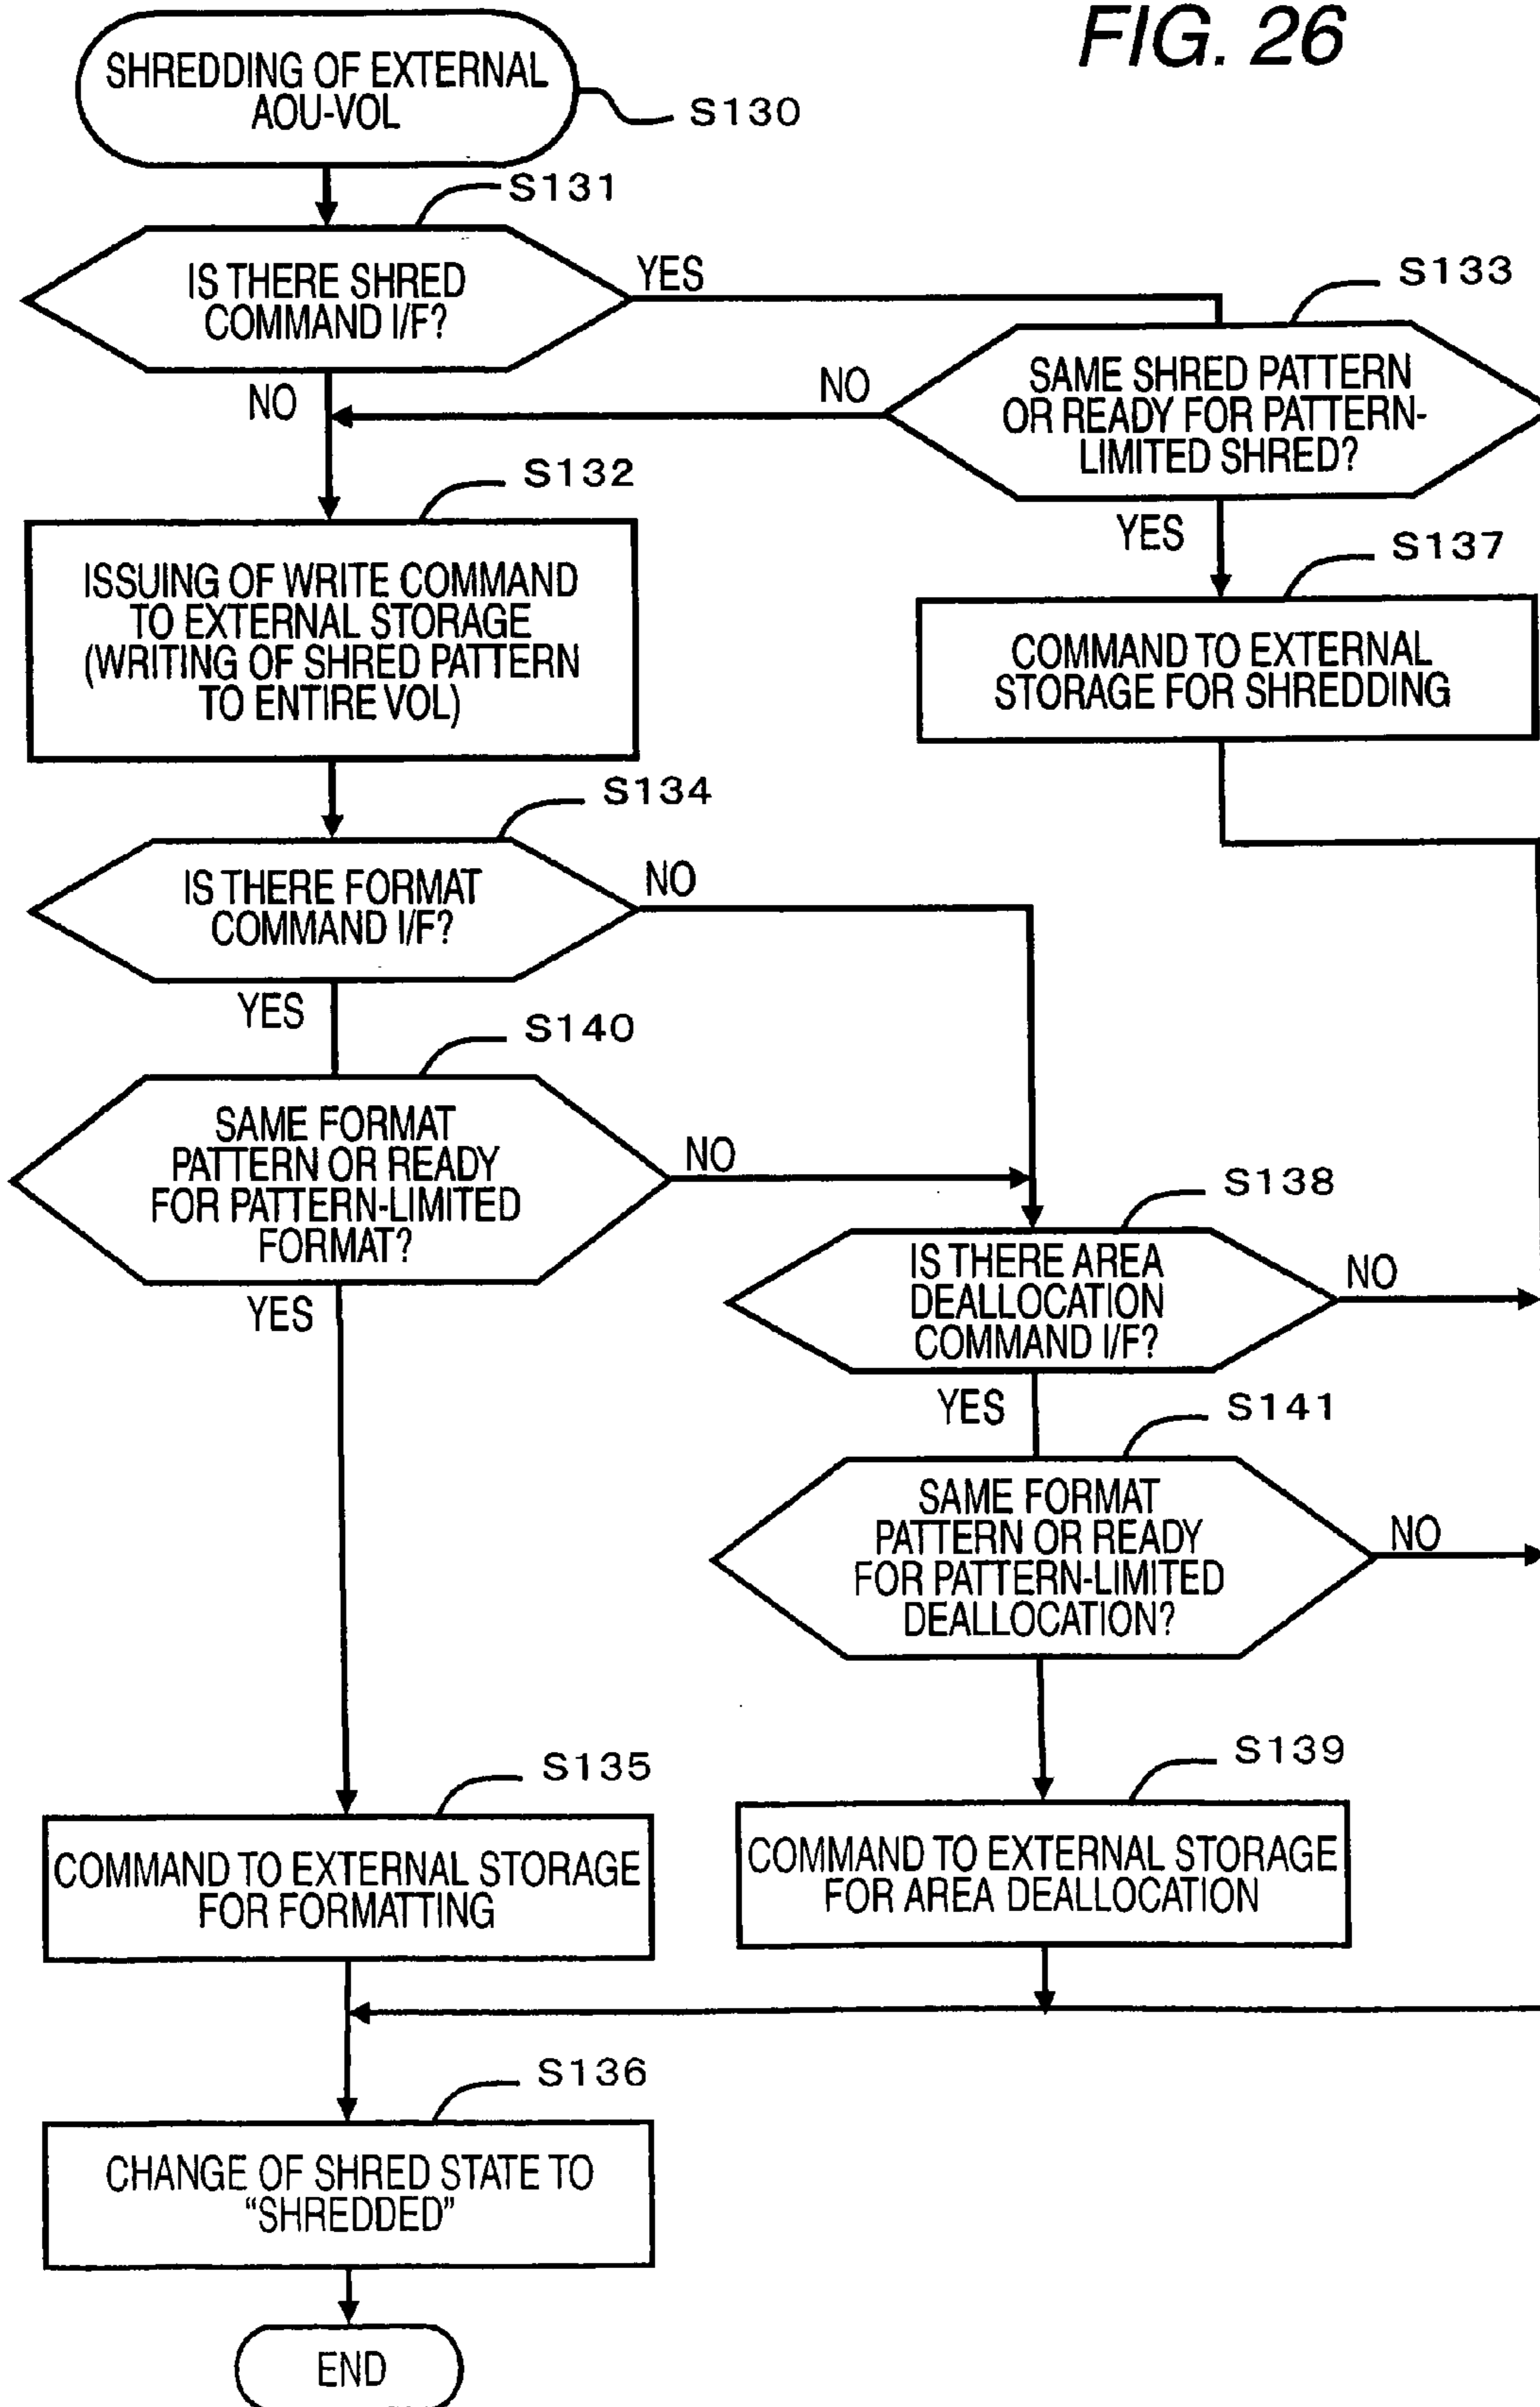 FIG. 26
SHREDDING OF EXTERNAL
AOU-VOL
S130
S131
IS THERE SHRED
COMMAND I/F?
YES
NO
S133
SAME SHRED PATTERN
OR READY FOR PATTERN-
LIMITED SHRED?
NO
YES
S132
ISSUING OF WRITE COMMAND
TO EXTERNAL STORAGE
(WRITING OF SHRED PATTERN
TO ENTIRE VOL)
S137
COMMAND TO EXTERNAL
STORAGE FOR SHREDDING
S134
IS THERE FORMAT
COMMAND I/F?
NO
YES
S140
SAME FORMAT
PATTERN OR READY
FOR PATTERN-LIMITED
FORMAT?
NO
YES
S138
IS THERE AREA
DEALLOCATION
COMMAND I/F?
NO
YES
S141
SAME FORMAT
PATTERN OR READY
FOR PATTERN-LIMITED
DEALLOCATION?
NO
S135
COMMAND TO EXTERNAL STORAGE
FOR FORMATTING
S139
COMMAND TO EXTERNAL STORAGE
FOR AREA DEALLOCATION
S136
CHANGE OF SHRED STATE TO
“SHREDDED”
END